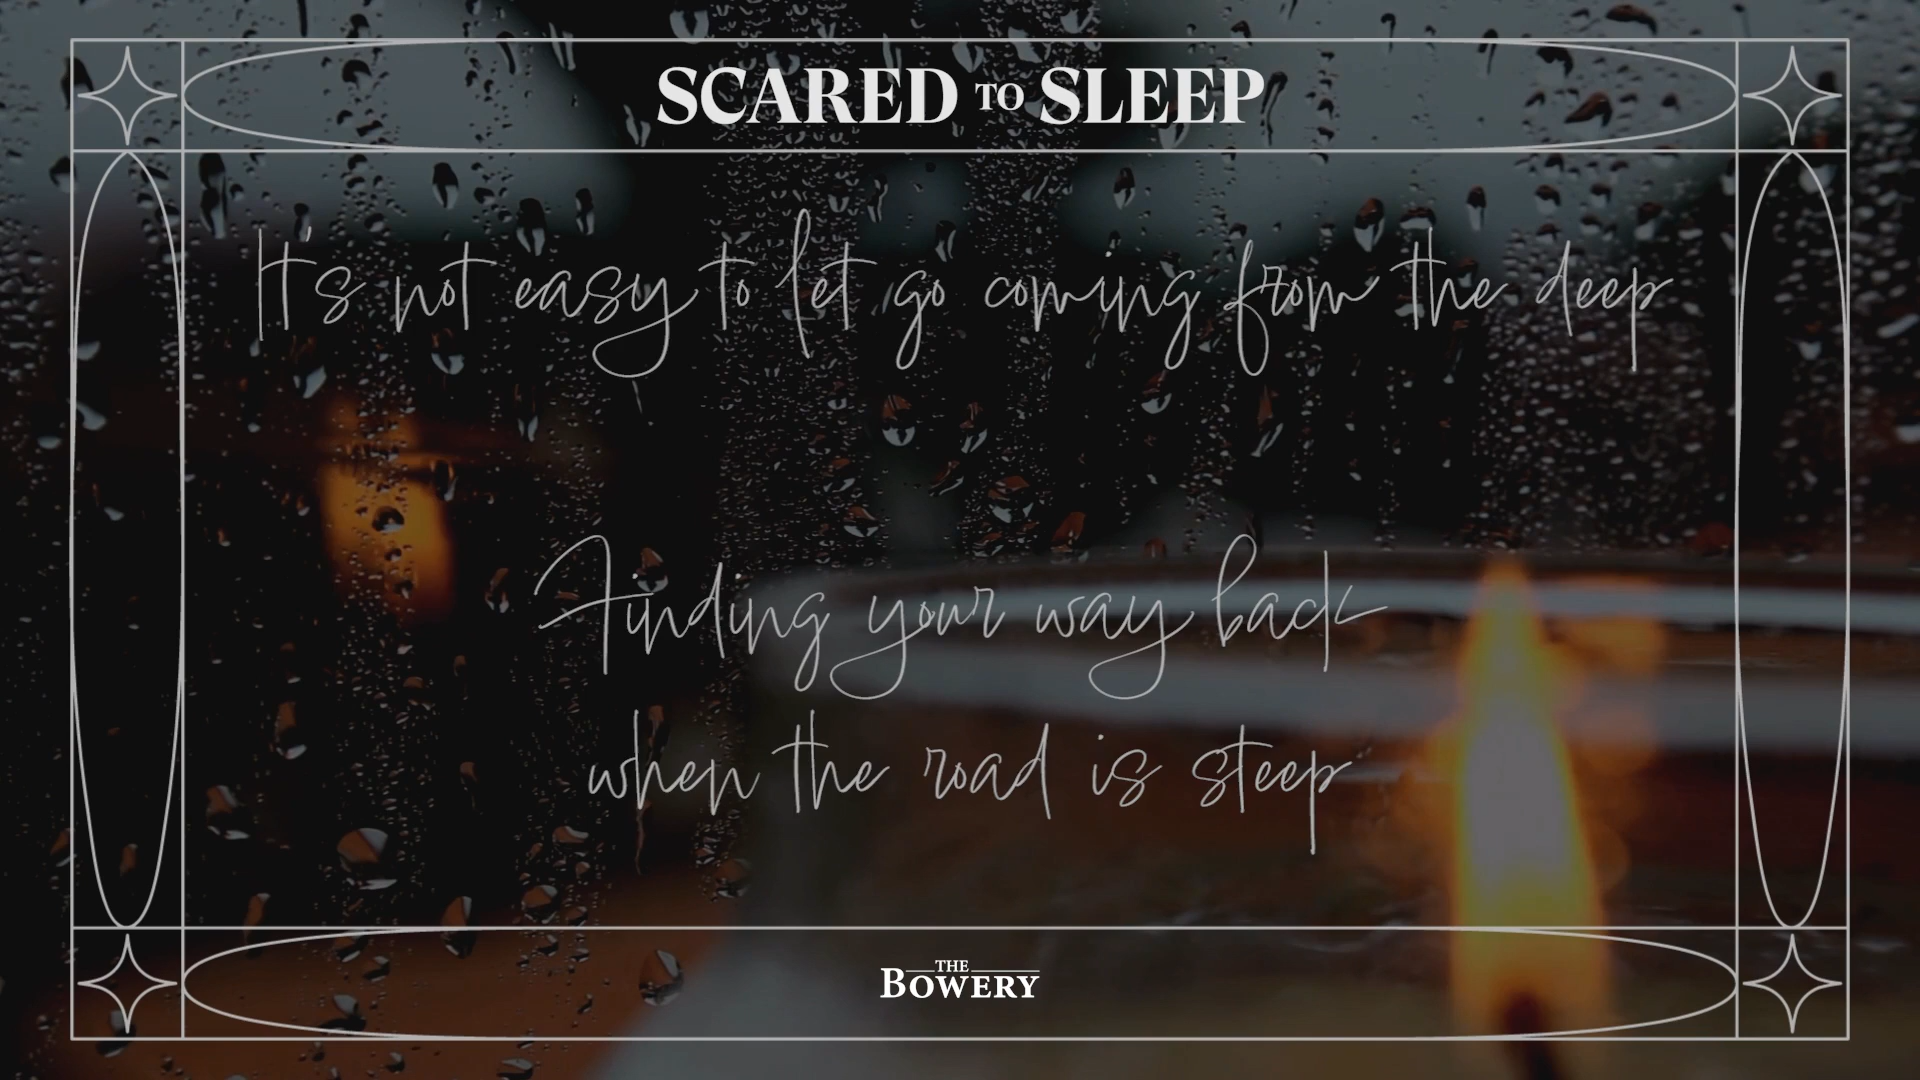 SCARED TO SLEEP
It's not easy to let go coming from the deep
Finding your way back
when the road is steep
THE
BOWERY